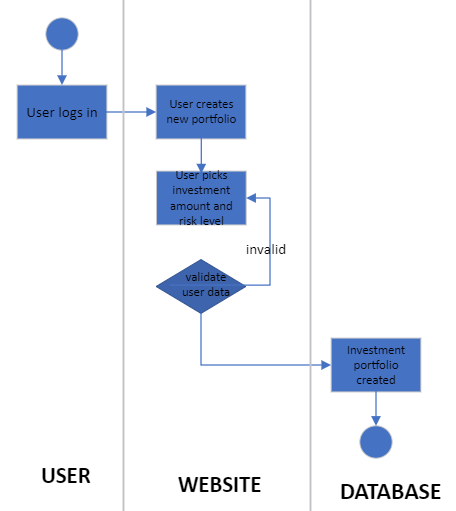 User logs in
User creates
new portfolio
User picks
investment
amount and
risk level
invalid
validate
user data
Investment
portfolio
created
USER
WEBSITE
DATABASE